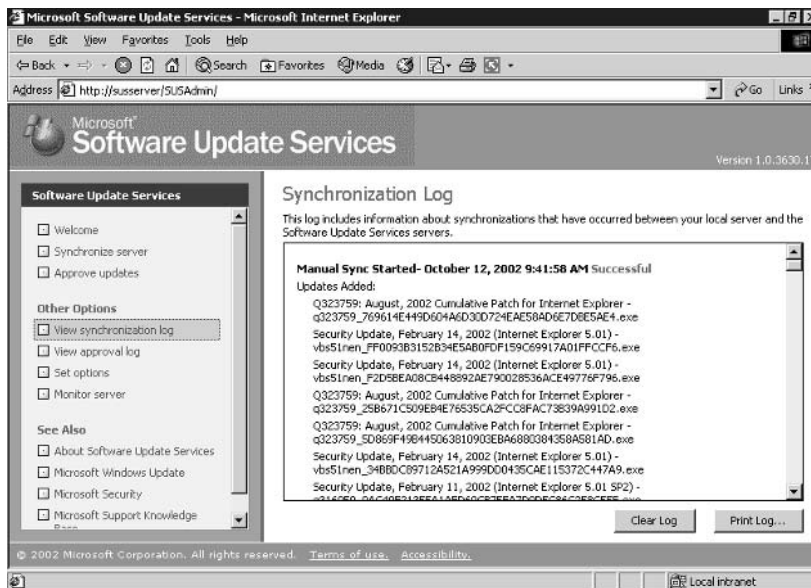 Microsoft Software Update Services - Microsoft Internet Explorer
File Edit View Favorites Tools Help
Back Search Favorites Media
Address http://susserver/SUSAdmin/ Go Links
Microsoft®
Software Update Services
Version 1.0.3630.1
Software Update Services
Welcome
Synchronize server
Approve updates
Other Options
View synchronization log
View approval log
Set options
Monitor server
See Also
About Software Update Services
Microsoft Windows Update
Microsoft Security
Microsoft Support Knowledge
Synchronization Log
This log includes information about synchronizations that have occurred between your local server and the
Software Update Services servers.
Manual Sync Started- October 12, 2002 9:41:58 AM Successful
Updates Added:
Q323759: August, 2002 Cumulative Patch for Internet Explorer -
q323759_769614E449D604A6D30D724EAE58AD6E7DBE5AE4.exe
Security Update, February 14, 2002 (Internet Explorer 5.01) -
vbs51nen_FF0093B3152B34E5AB0FDF159C69917A01FFCCF6.exe
Security Update, February 14, 2002 (Internet Explorer 5.01) -
vbs51nen_F2D5BEA08CB448892AE790028536ACE49776F796.exe
Q323759: August, 2002 Cumulative Patch for Internet Explorer -
q323759_25B671C509EB4E76535CA2FCC8FAC73B39A991D2.exe
Q323759: August, 2002 Cumulative Patch for Internet Explorer -
q323759_5D869F49B445063810903EBA6880384358A581AD.exe
Security Update, February 14, 2002 (Internet Explorer 5.01) -
vbs51nen_34BBDC89712A521A999DD0435CAE115372C447A9.exe
Security Update, February 11, 2002 (Internet Explorer 5.01 SP2) -
Clear Log Print Log...
© 2002 Microsoft Corporation. All rights reserved. Terms of use. Accessibility.
Local intranet